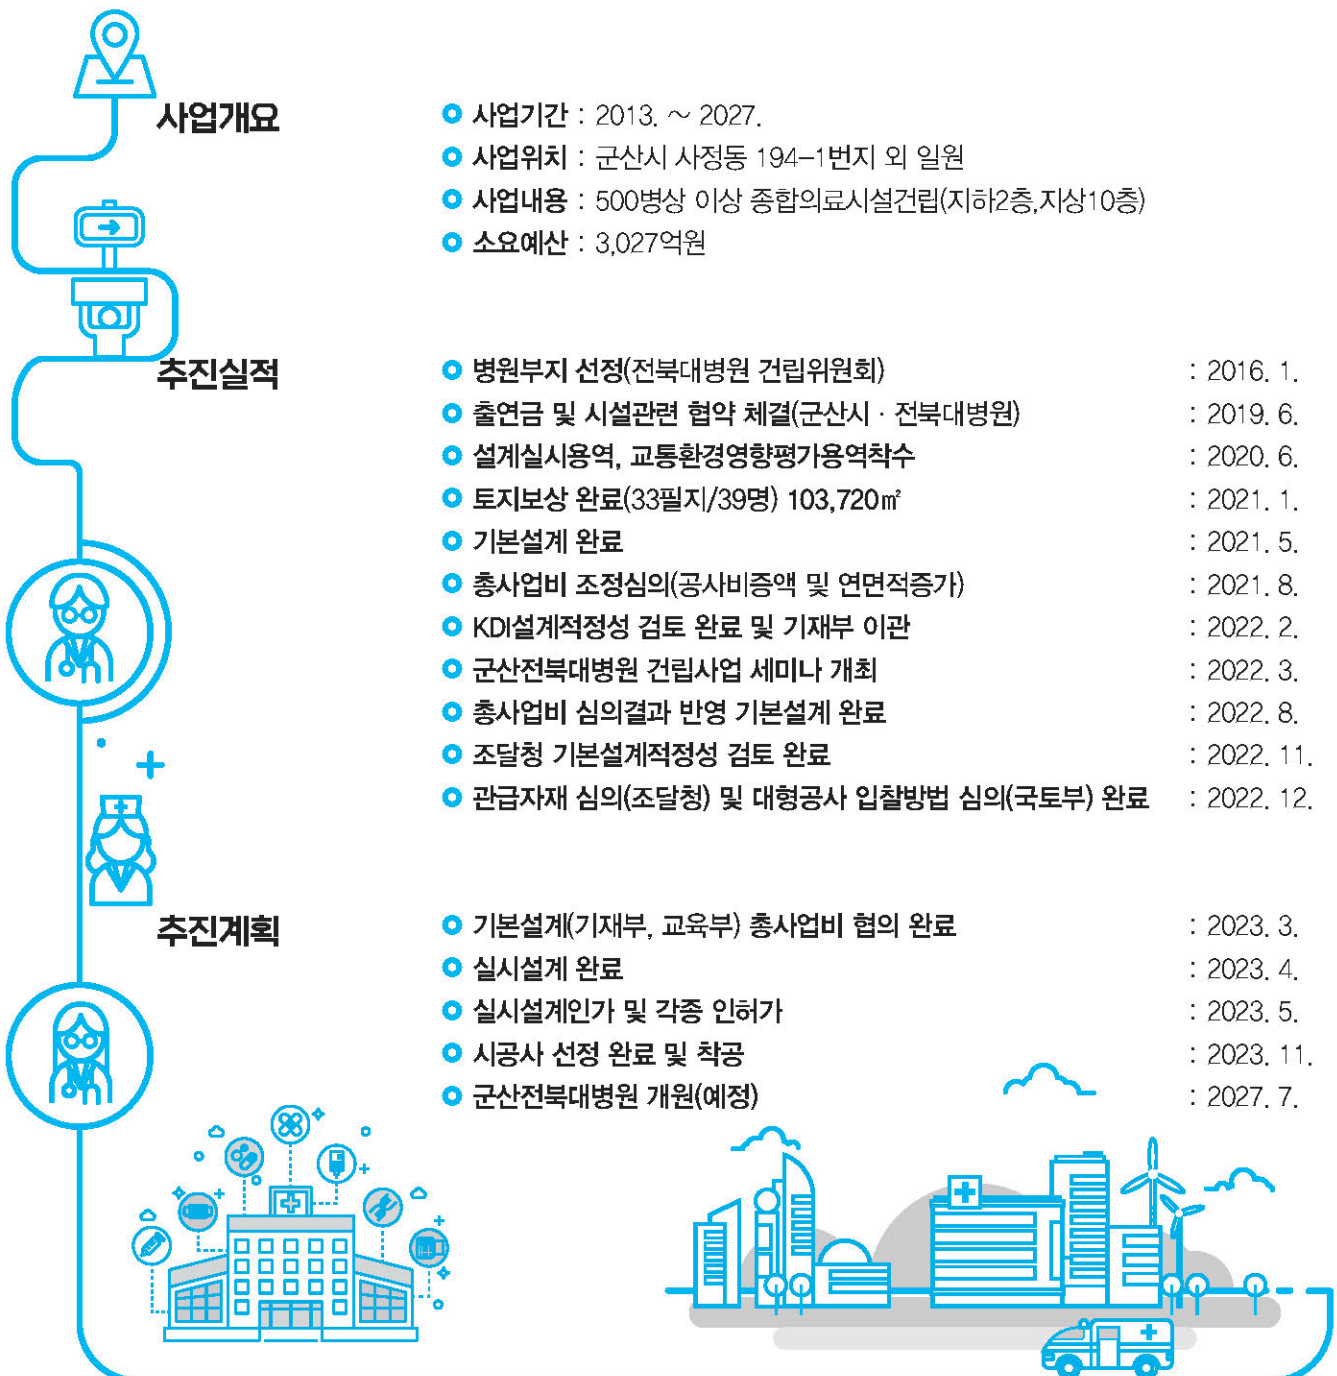 사업개요
사업기간 : 2013. ~ 2027.
사업위치 : 군산시 사정동 194-1번지 외 일원
사업내용 : 500병상 이상 종합의료시설건립(지하2층,지상10층)
소요예산 : 3,027억원
추진실적
병원부지 선정(전북대병원 건립위원회) : 2016. 1.
출연금 및 시설관련 협약 체결(군산시 · 전북대병원) : 2019. 6.
설계실시용역, 교통환경영향평가용역착수 : 2020. 6.
토지보상 완료(33필지/39명) 103,720㎡ : 2021. 1.
기본설계 완료 : 2021. 5.
총사업비 조정심의(공사비증액 및 연면적증가) : 2021. 8.
KDI설계적정성 검토 완료 및 기재부 이관 : 2022. 2.
군산전북대병원 건립사업 세미나 개최 : 2022. 3.
총사업비 심의결과 반영 기본설계 완료 : 2022. 8.
조달청 기본설계적정성 검토 완료 : 2022. 11.
관급자재 심의(조달청) 및 대형공사 입찰방법 심의(국토부) 완료 : 2022. 12.
추진계획
기본설계(기재부, 교육부) 총사업비 협의 완료 : 2023. 3.
실시설계 완료 : 2023. 4.
실시설계인가 및 각종 인허가 : 2023. 5.
시공사 선정 완료 및 착공 : 2023. 11.
군산전북대병원 개원(예정) : 2027. 7.